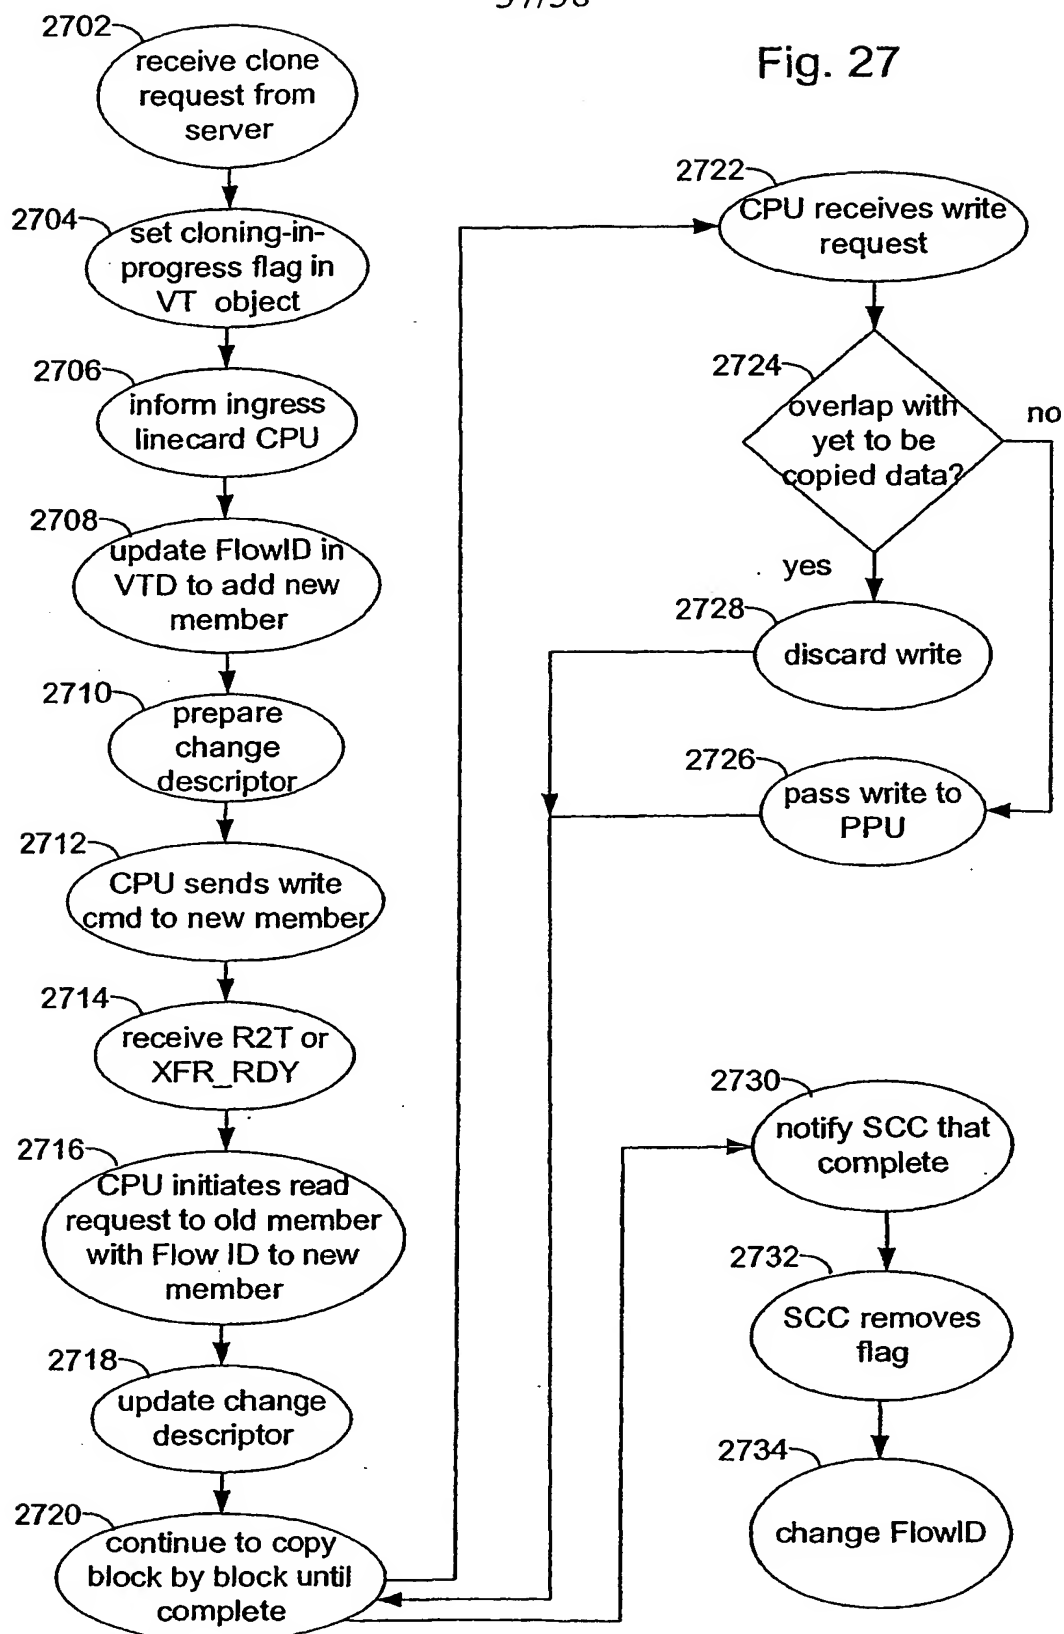 Fig. 27
2702
receive clone
request from
server
2704
set cloning-in-
progress flag in
VT object
2706
inform ingress
linecard CPU
2708
update FlowID in
VTD to add new
member
2710
prepare
change
descriptor
2712
CPU sends write
cmd to new member
2714
receive R2T or
XFR_RDY
2716
CPU initiates read
request to old member
with Flow ID to new
member
2718
update change
descriptor
2720
continue to copy
block by block until
complete
2722
CPU receives write
request
2724
overlap with
yet to be
copied data?
no
yes
2728
discard write
2726
pass write to
PPU
2730
notify SCC that
complete
2732
SCC removes
flag
2734
change FlowID